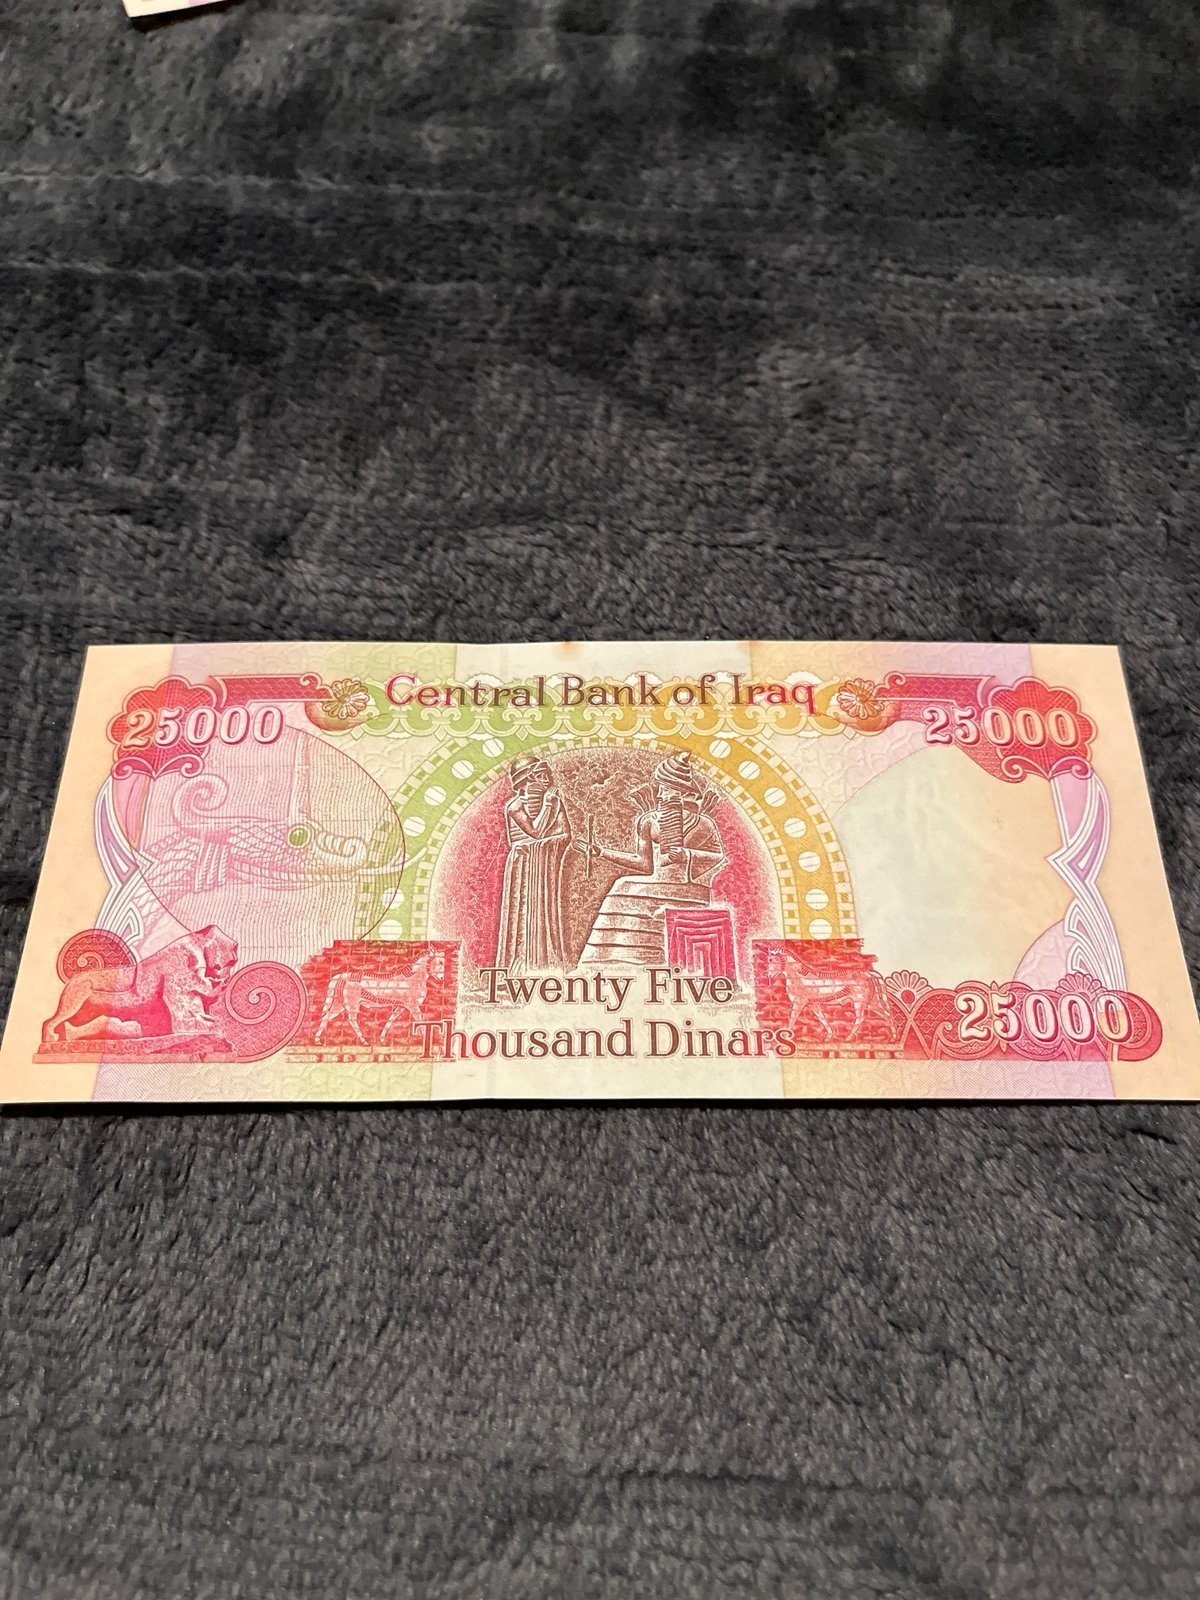 Central Bank of Iraq
25000
25000
Twenty Five
Thousand Dinars
25000